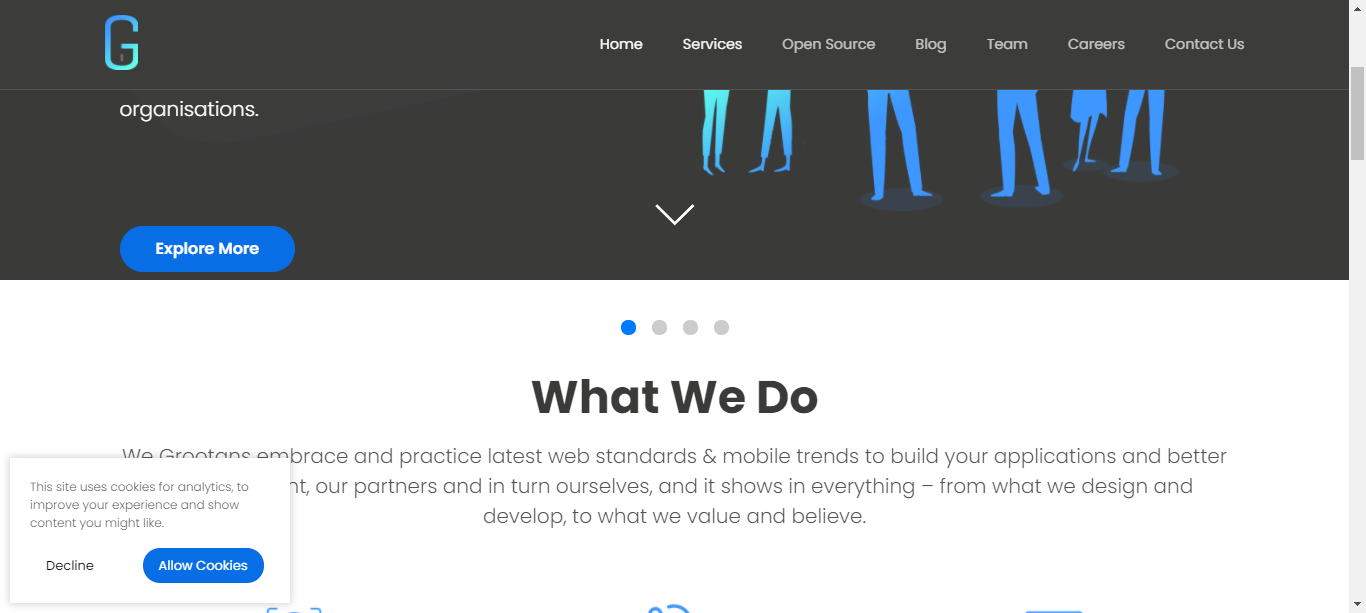 G
Home Services Open Source Blog Team Careers Contact Us
organisations.
Explore More
What We Do
We Grootans embrace and practice latest web standards & mobile trends to build your applications and better
our partners and in turn ourselves, and it shows in everything – from what we design and
develop, to what we value and believe.
This site uses cookies for analytics, to
improve your experience and show
content you might like.
Decline Allow Cookies